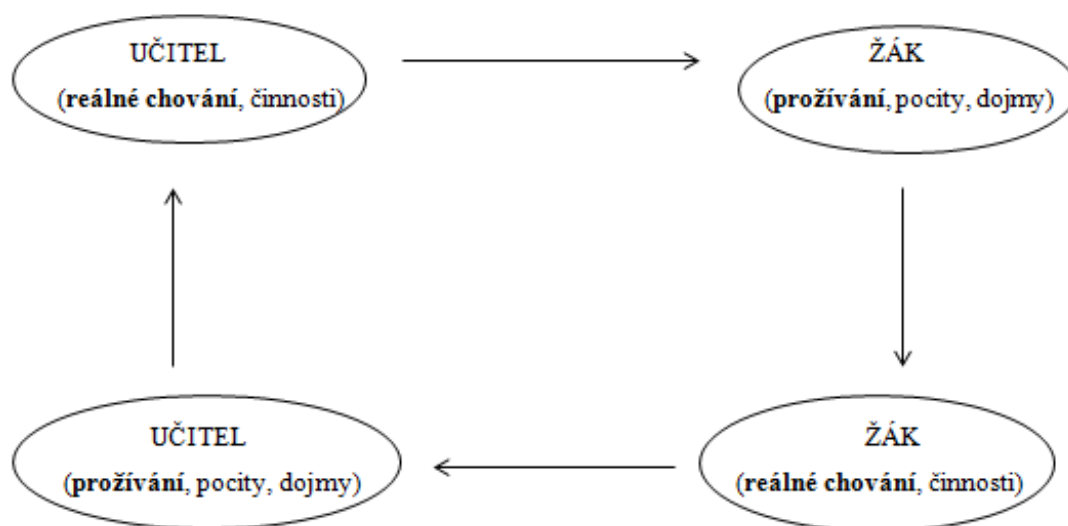 UČITEL
(reálné chování, činnosti)
ŽÁK
(prožívání, pocity, dojmy)
UČITEL
(prožívání, pocity, dojmy)
ŽÁK
(reálné chování, činnosti)